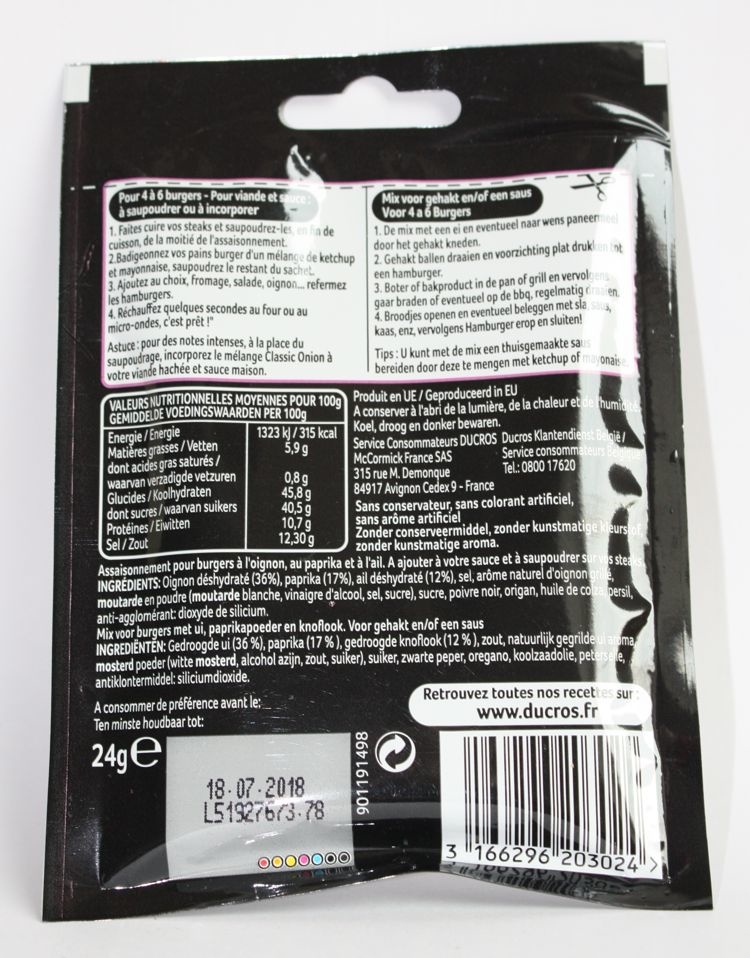 Pour 4 à 6 burgers - Pour viande et sauce :
à saupoudrer ou à incorporer
1. Faites cuire vos steaks et saupoudrez-les, en fin de
cuisson, de la moitié de l'assaisonnement.
2.Badigeonnez vos pains burger d'un mélange de ketchup
et mayonnaise, saupoudrez le restant du sachet.
3. Ajoutez au choix, fromage, salade, oignon... refermez
les hamburgers.
4. Réchauffez quelques secondes au four ou au
micro-ondes, c'est prêt !"
Astuce : pour des notes intenses, à la place du
saupoudrage, incorporez le mélange Classic Onion à
votre viande hachée et sauce maison.
Mix voor gehakt en/of een saus
Voor 4 a 6 Burgers
1. De mix met een ei en eventueel naar wens paneermeel
door het gehakt kneden.
2. Gehakt ballen draaien en voorzichting plat drukken tot
een hamburger.
3. Boter of bakproduct in de pan of grill en vervolgens
gaar braden of eventueel op de bbq, regelmatig draaien.
4. Broodjes openen en eventueel beleggen met sla, saus,
kaas, enz, vervolgens Hamburger erop en sluiten!
Tips : U kunt met de mix een thuisgemaakte saus
bereiden door deze te mengen met ketchup of mayonaise.
VALEURS NUTRITIONNELLES MOYENNES POUR 100g
GEMIDDELDE VOEDINGSWAARDEN PER 100g
Energie / Energie 1323 kJ / 315 kcal
Matières grasses / Vetten 5,9 g
dont acides gras saturés /
waarvan verzadigde vetzuren 0,8 g
Glucides / Koolhydraten 45,8 g
dont sucres / waarvan suikers 40,5 g
Protéines / Eiwitten 10,7 g
Sel / Zout 12,30 g
Produit en UE / Geproduceerd in EU
A conserver à l'abri de la lumière, de la chaleur et de l'humidité.
Koel, droog en donker bewaren.
Service Consommateurs DUCROS
McCormick France SAS
315 rue M. Demonque
84917 Avignon Cedex 9 - France
Ducros Klantendienst België /
Service consommateurs Belgique
Tel.: 0800 17620
Sans conservateur, sans colorant artificiel,
sans arôme artificiel
Zonder conserveermiddel, zonder kunstmatige kleurstof,
zonder kunstmatige aroma.
Assaisonnement pour burgers à l'oignon, au paprika et à l'ail. A ajouter à votre sauce et à saupoudrer sur vos steaks.
INGRÉDIENTS: Oignon déshydraté (36%), paprika (17%), ail déshydraté (12%), sel, arôme naturel d'oignon grillé,
moutarde en poudre (moutarde blanche, vinaigre d'alcool, sel, sucre), sucre, poivre noir, origan, huile de colza, persil,
anti-agglomérant: dioxyde de silicium.
Mix voor burgers met ui, paprikapoeder en knoflook. Voor gehakt en/of een saus
INGREDIËNTEN: Gedroogde ui (36 %), paprika (17 % ), gedroogde knoflook (12 % ), zout, natuurlijk gegrilde ui aroma,
mosterd poeder (witte mosterd, alcohol azijn, zout, suiker), suiker, zwarte peper, oregano, koolzaadolie, peterselie,
antiklontermiddel: siliciumdioxide.
A consommer de préférence avant le:
Ten minste houdbaar tot:
24g e
18·07·2018
901191498
Retrouvez toutes nos recettes sur :
www.ducros.fr
3 166296 203024 >